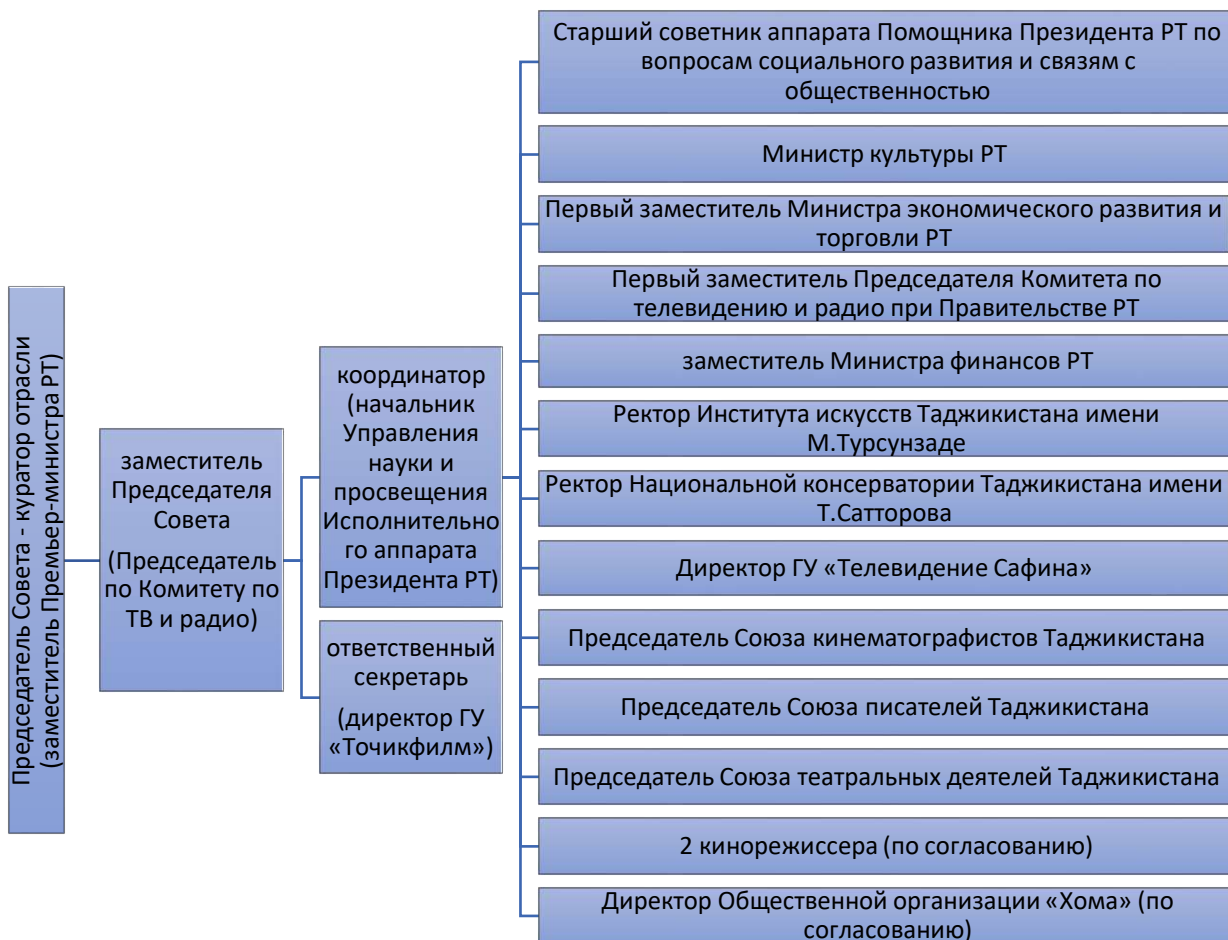 Председатель Совета - куратор отрасли
(заместитель Премьер-министра РТ)
заместитель
Председателя
Совета
(Председатель
по Комитету по
ТВ и радио)
координатор
(начальник
Управления
науки и
просвещения
Исполнительно
го аппарата
Президента РТ)
ответственный
секретарь
(директор ГУ
«Точикфилм»)
Старший советник аппарата Помощника Президента РТ по
вопросам социального развития и связям с
общественностью
Министр культуры РТ
Первый заместитель Министра экономического развития и
торговли РТ
Первый заместитель Председателя Комитета по
телевидению и радио при Правительстве РТ
заместитель Министра финансов РТ
Ректор Института искусств Таджикистана имени
М.Турсунзаде
Ректор Национальной консерватории Таджикистана имени
Т.Сатторова
Директор ГУ «Телевидение Сафина»
Председатель Союза кинематографистов Таджикистана
Председатель Союза писателей Таджикистана
Председатель Союза театральных деятелей Таджикистана
2 кинорежиссера (по согласованию)
Директор Общественной организации «Хома» (по
согласованию)